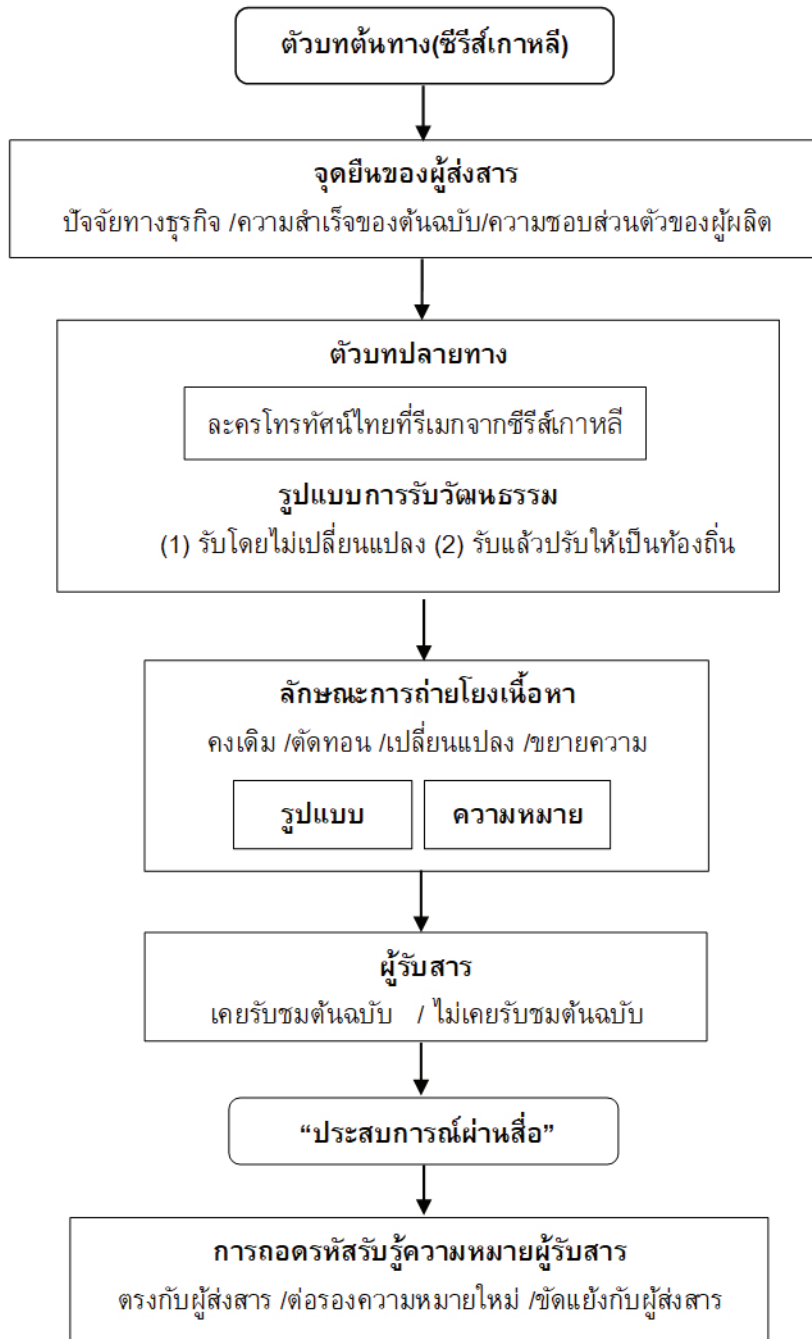 ตัวบทต้นทาง(ซีรีส์เกาหลี)
จุดยืนของผู้ส่งสาร
ปัจจัยทางธุรกิจ /ความสำเร็จของต้นฉบับ/ความชอบส่วนตัวของผู้ผลิต
ตัวบทปลายทาง
ละครโทรทัศน์ไทยที่รีเมกจากซีรีส์เกาหลี
รูปแบบการรับวัฒนธรรม
(1) รับโดยไม่เปลี่ยนแปลง (2) รับแล้วปรับให้เป็นท้องถิ่น
ลักษณะการถ่ายโยงเนื้อหา
คงเดิม /ตัดทอน /เปลี่ยนแปลง /ขยายความ
รูปแบบ
ความหมาย
ผู้รับสาร
เคยรับชมต้นฉบับ / ไม่เคยรับชมต้นฉบับ
“ประสบการณ์ผ่านสื่อ”
การถอดรหัสรับรู้ความหมายผู้รับสาร
ตรงกับผู้ส่งสาร /ต่อรองความหมายใหม่ /ขัดแย้งกับผู้ส่งสาร